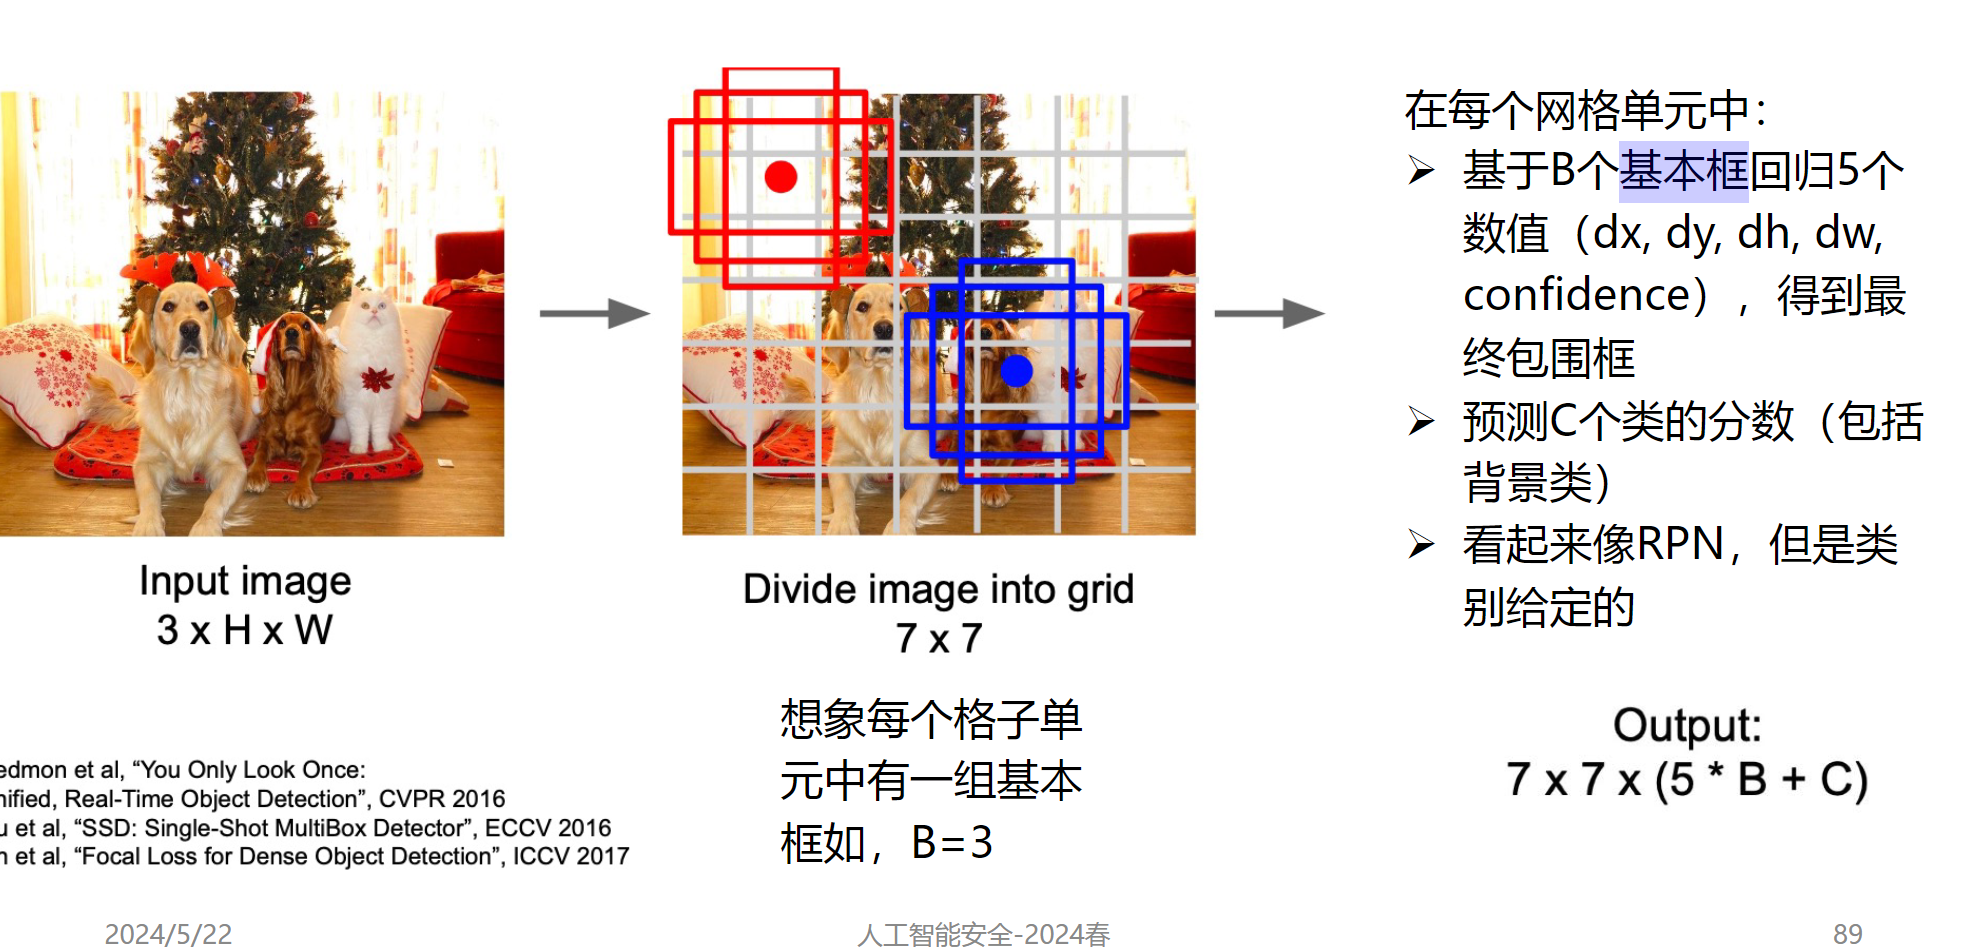 Input image
3 x H x W
Divide image into grid
7 x 7
想象每个格子单
元中有一组基本
框如，B=3
在每个网格单元中：
➢ 基于B个基本框回归5个
数值（dx, dy, dh, dw,
confidence），得到最
终包围框
➢ 预测C个类的分数（包括
背景类）
➢ 看起来像RPN，但是类
别给定的
Output:
7 x 7 x (5 * B + C)
edmon et al, “You Only Look Once:
nified, Real-Time Object Detection”, CVPR 2016
u et al, “SSD: Single-Shot MultiBox Detector”, ECCV 2016
n et al, “Focal Loss for Dense Object Detection”, ICCV 2017
2024/5/22
人工智能安全-2024春
89